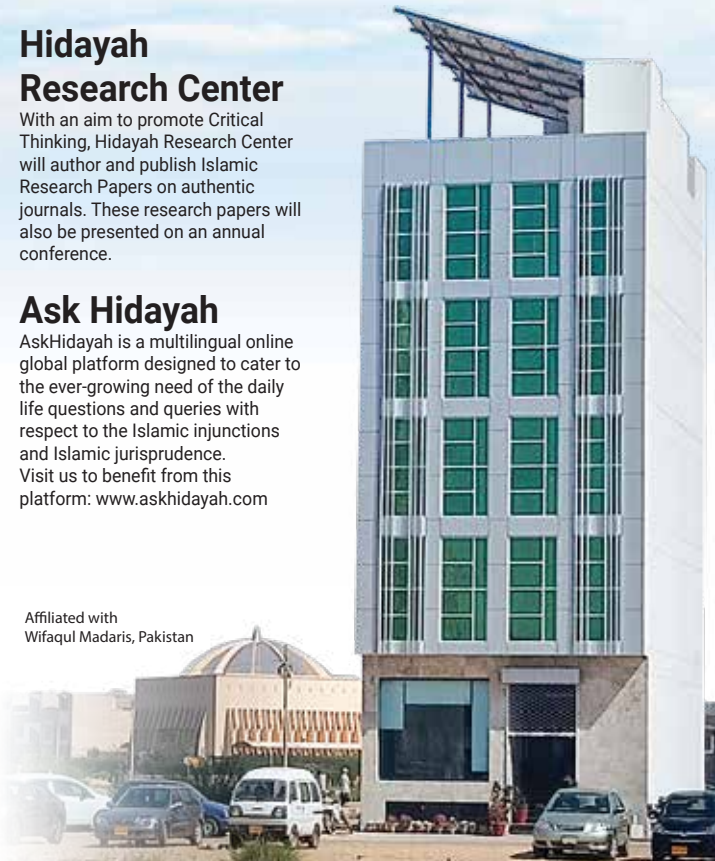 Hidayah
Research Center
With an aim to promote Critical
Thinking, Hidayah Research Center
will author and publish Islamic
Research Papers on authentic
journals. These research papers will
also be presented on an annual
conference.
Ask Hidayah
AskHidayah is a multilingual online
global platform designed to cater to
the ever-growing need of the daily
life questions and queries with
respect to the Islamic injunctions
and Islamic jurisprudence.
Visit us to benefit from this
platform: www.askhidayah.com
Affiliated with
Wifaqul Madaris, Pakistan